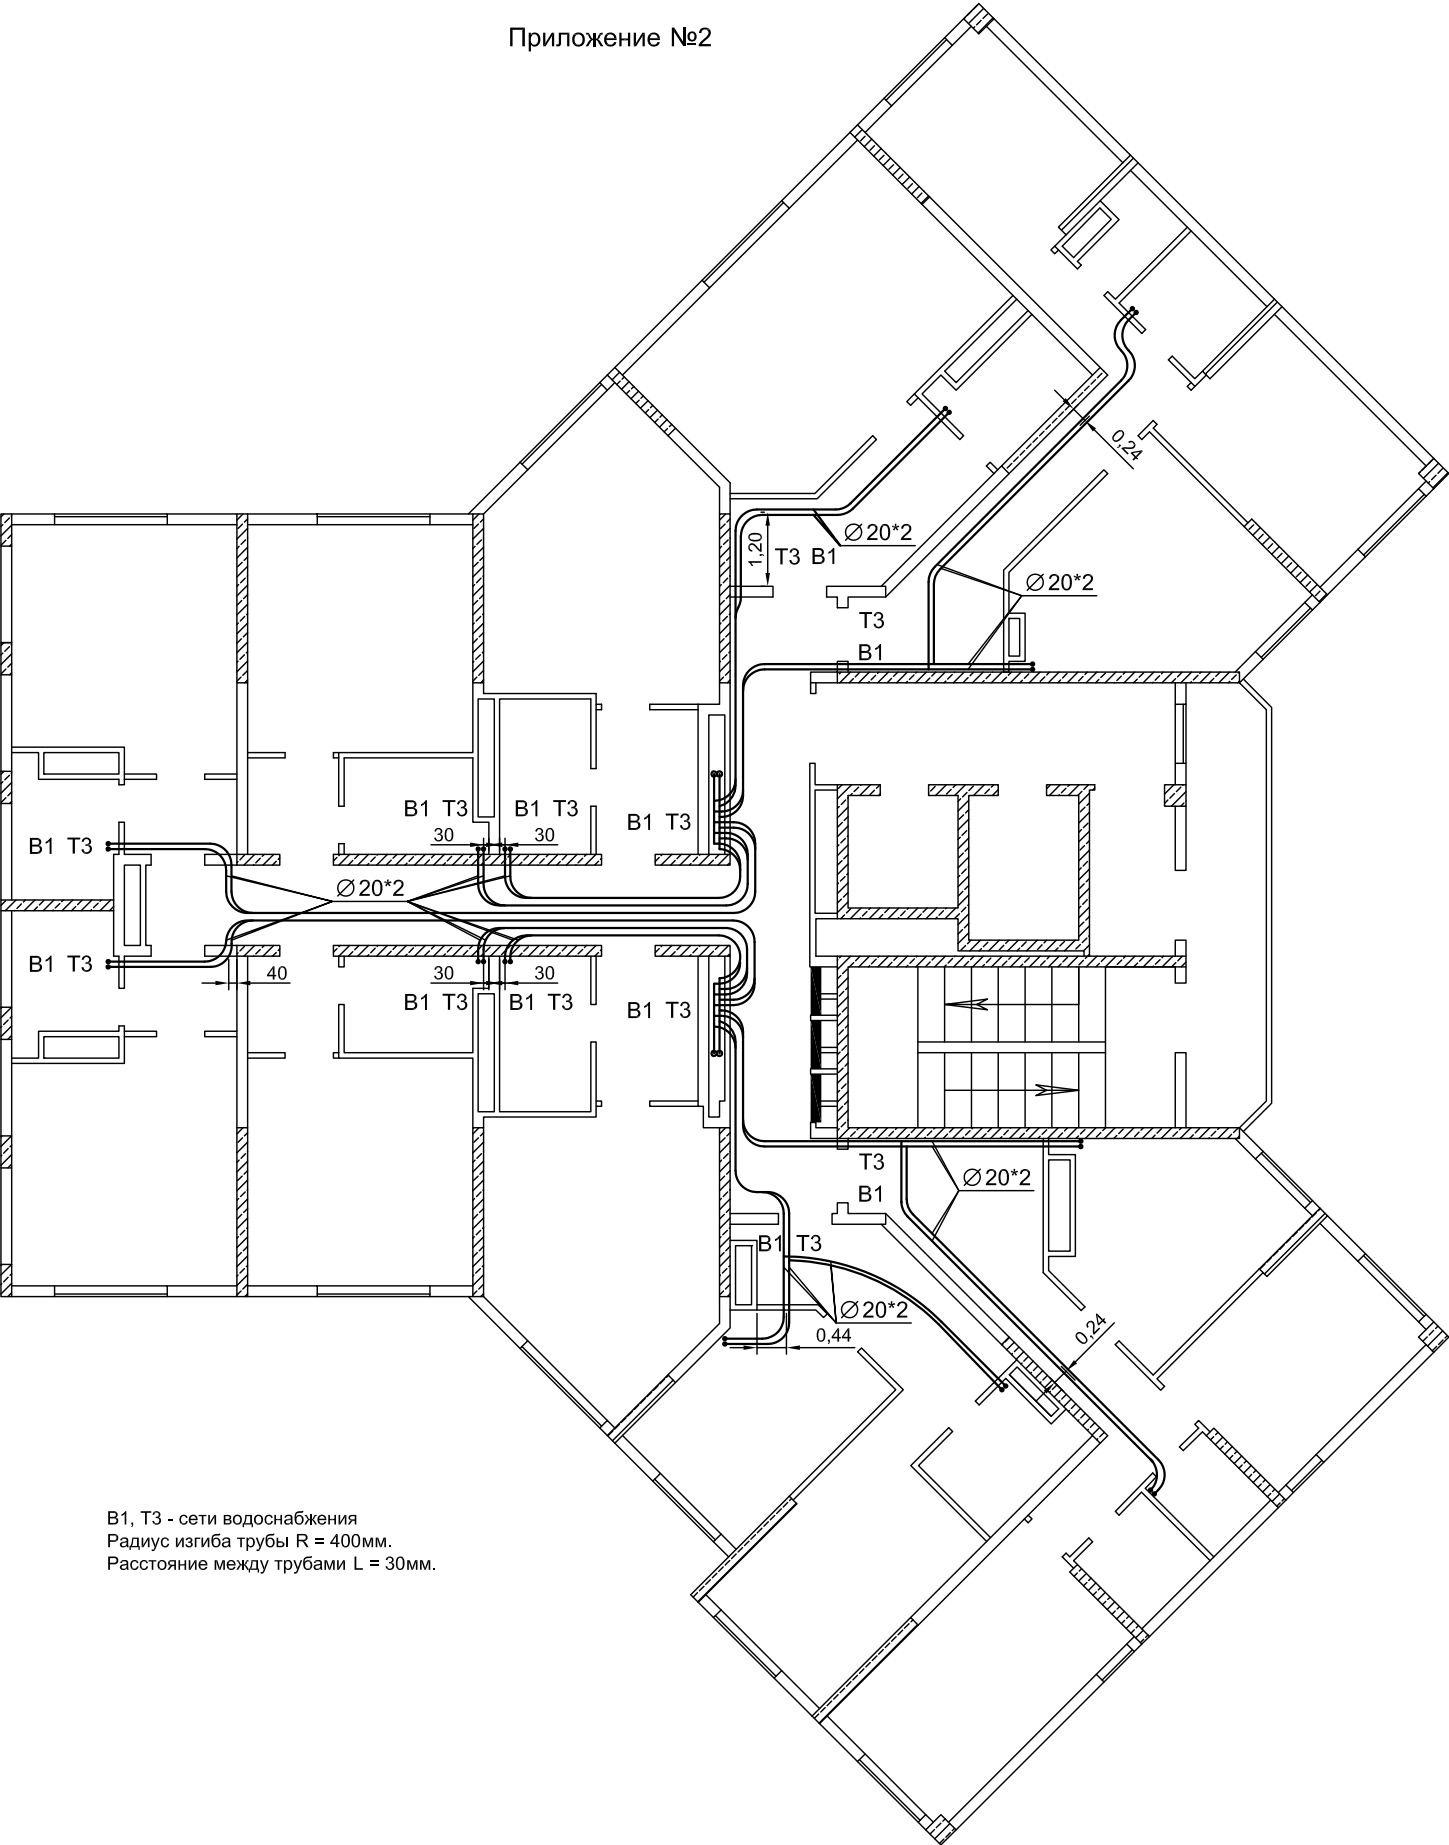 Приложение №2
0,24
∅20*2
1,20
Т3 В1
∅20*2
Т3
В1
В1 Т3
В1 Т3
В1 Т3
30
30
В1 Т3
∅20*2
В1 Т3
40
30
30
В1 Т3
В1 Т3
В1 Т3
Т3
В1
∅20*2
В1 Т3
∅20*2
0,44
0,24
В1, Т3 - сети водоснабжения
Радиус изгиба трубы R = 400мм.
Расстояние между трубами L = 30мм.